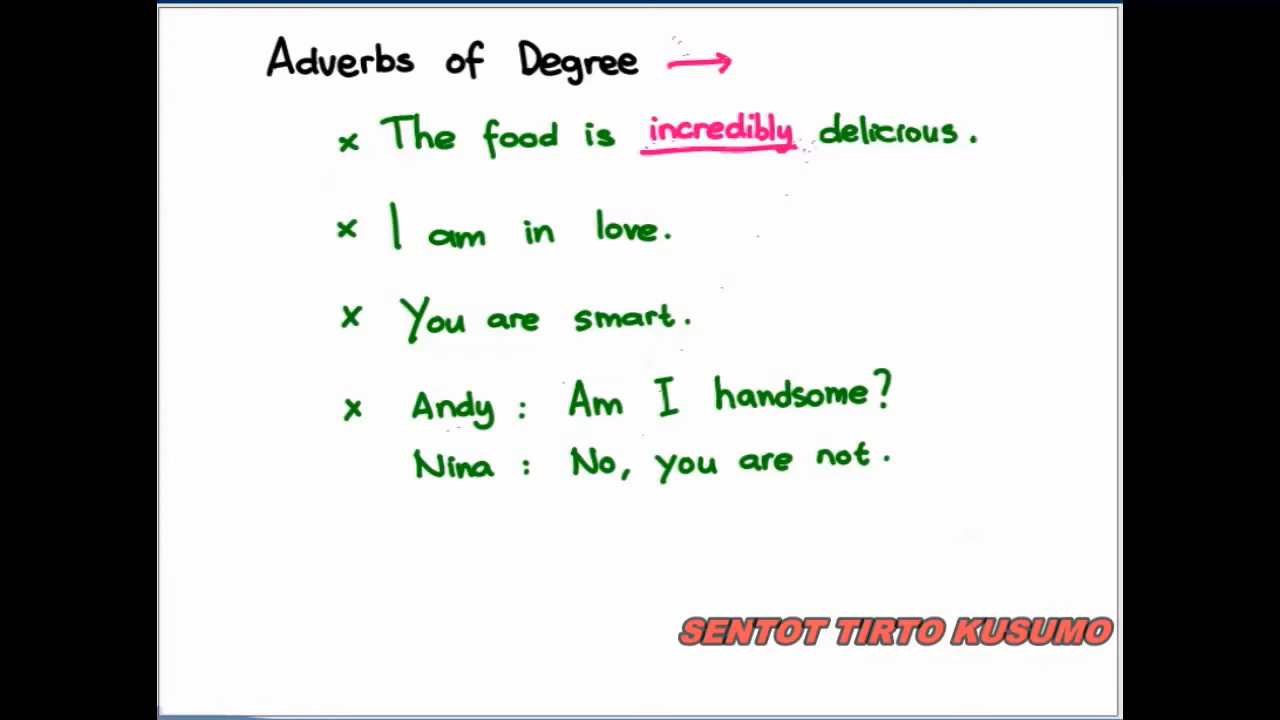 Adverbs of Degree →
× The food is incredibly delicious.
× I am in love.
× You are smart.
× Andy : Am I handsome?
Nina : No, you are not.
SENTOT TIRTO KUSUMO